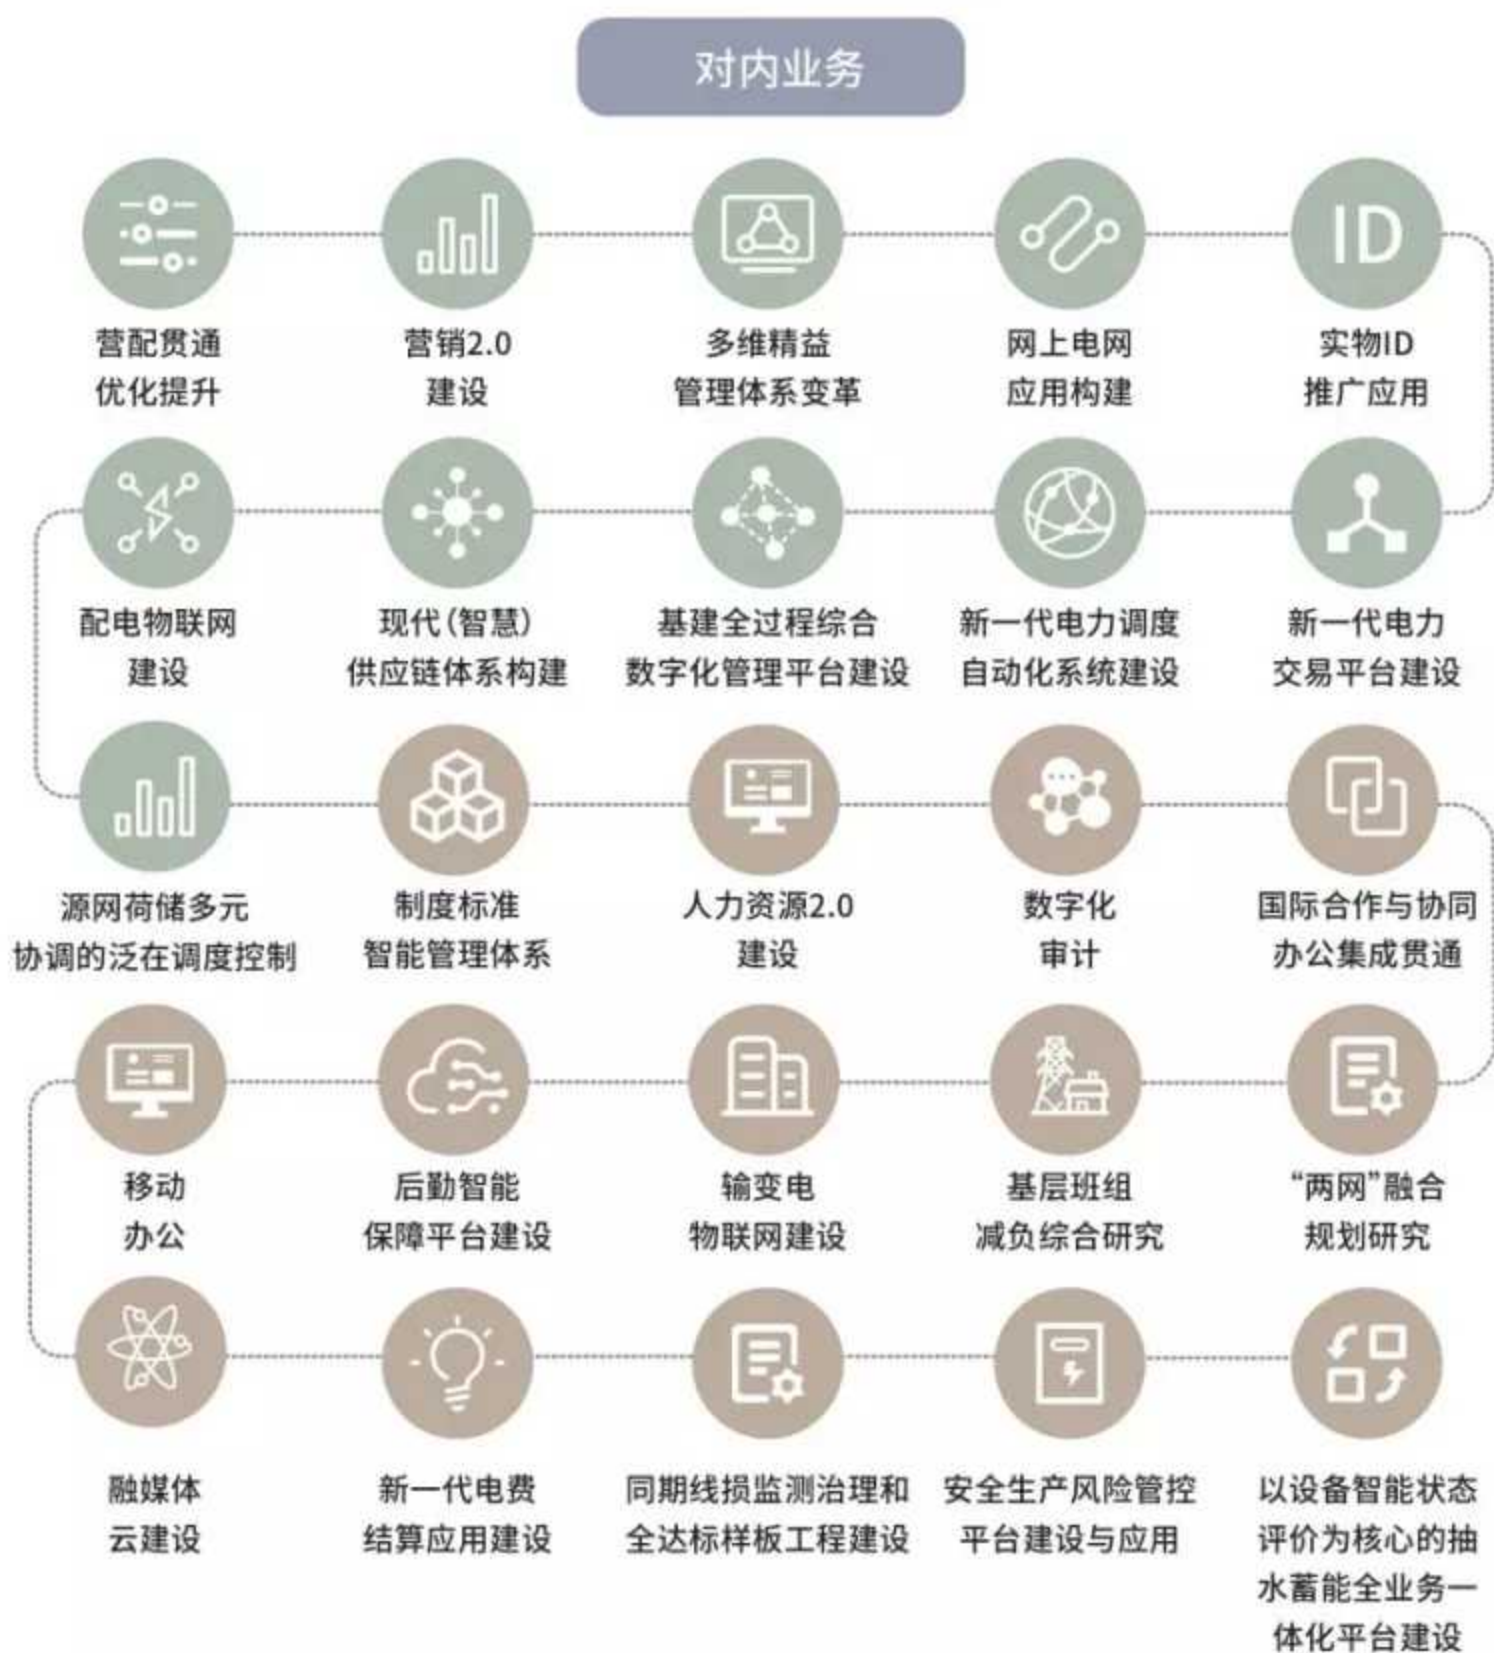 对内业务
ID
营配贯通
优化提升
营销2.0
建设
多维精益
管理体系变革
网上电网
应用构建
实物ID
推广应用
配电物联网
建设
现代(智慧)
供应链体系构建
基建全过程综合
数字化管理平台建设
新一代电力调度
自动化系统建设
新一代电力
交易平台建设
源网荷储多元
协调的泛在调度控制
制度标准
智能管理体系
人力资源2.0
建设
数字化
审计
国际合作与协同
办公集成贯通
移动
办公
后勤智能
保障平台建设
输变电
物联网建设
基层班组
减负综合研究
“两网”融合
规划研究
融媒体
云建设
新一代电费
结算应用建设
同期线损监测治理和
全达标样板工程建设
安全生产风险管控
平台建设与应用
以设备智能状态
评价为核心的抽
水蓄能全业务一
体化平台建设